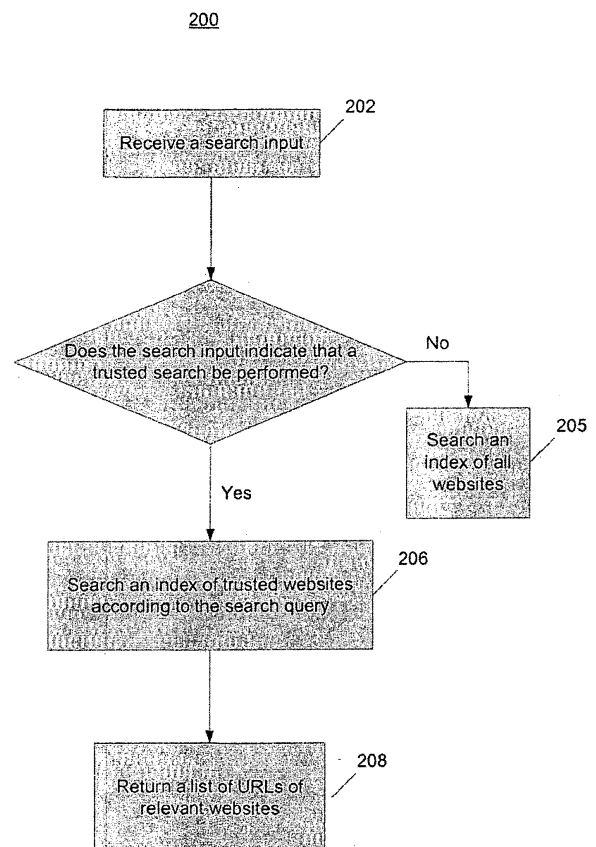 200
202
Receive a search input
Does the search input indicate that a
trusted search be performed?
No
205
Search an
index of all
websites
Yes
206
Search an index of trusted websites
according to the search query
208
Return a list of URLs of
relevant websites